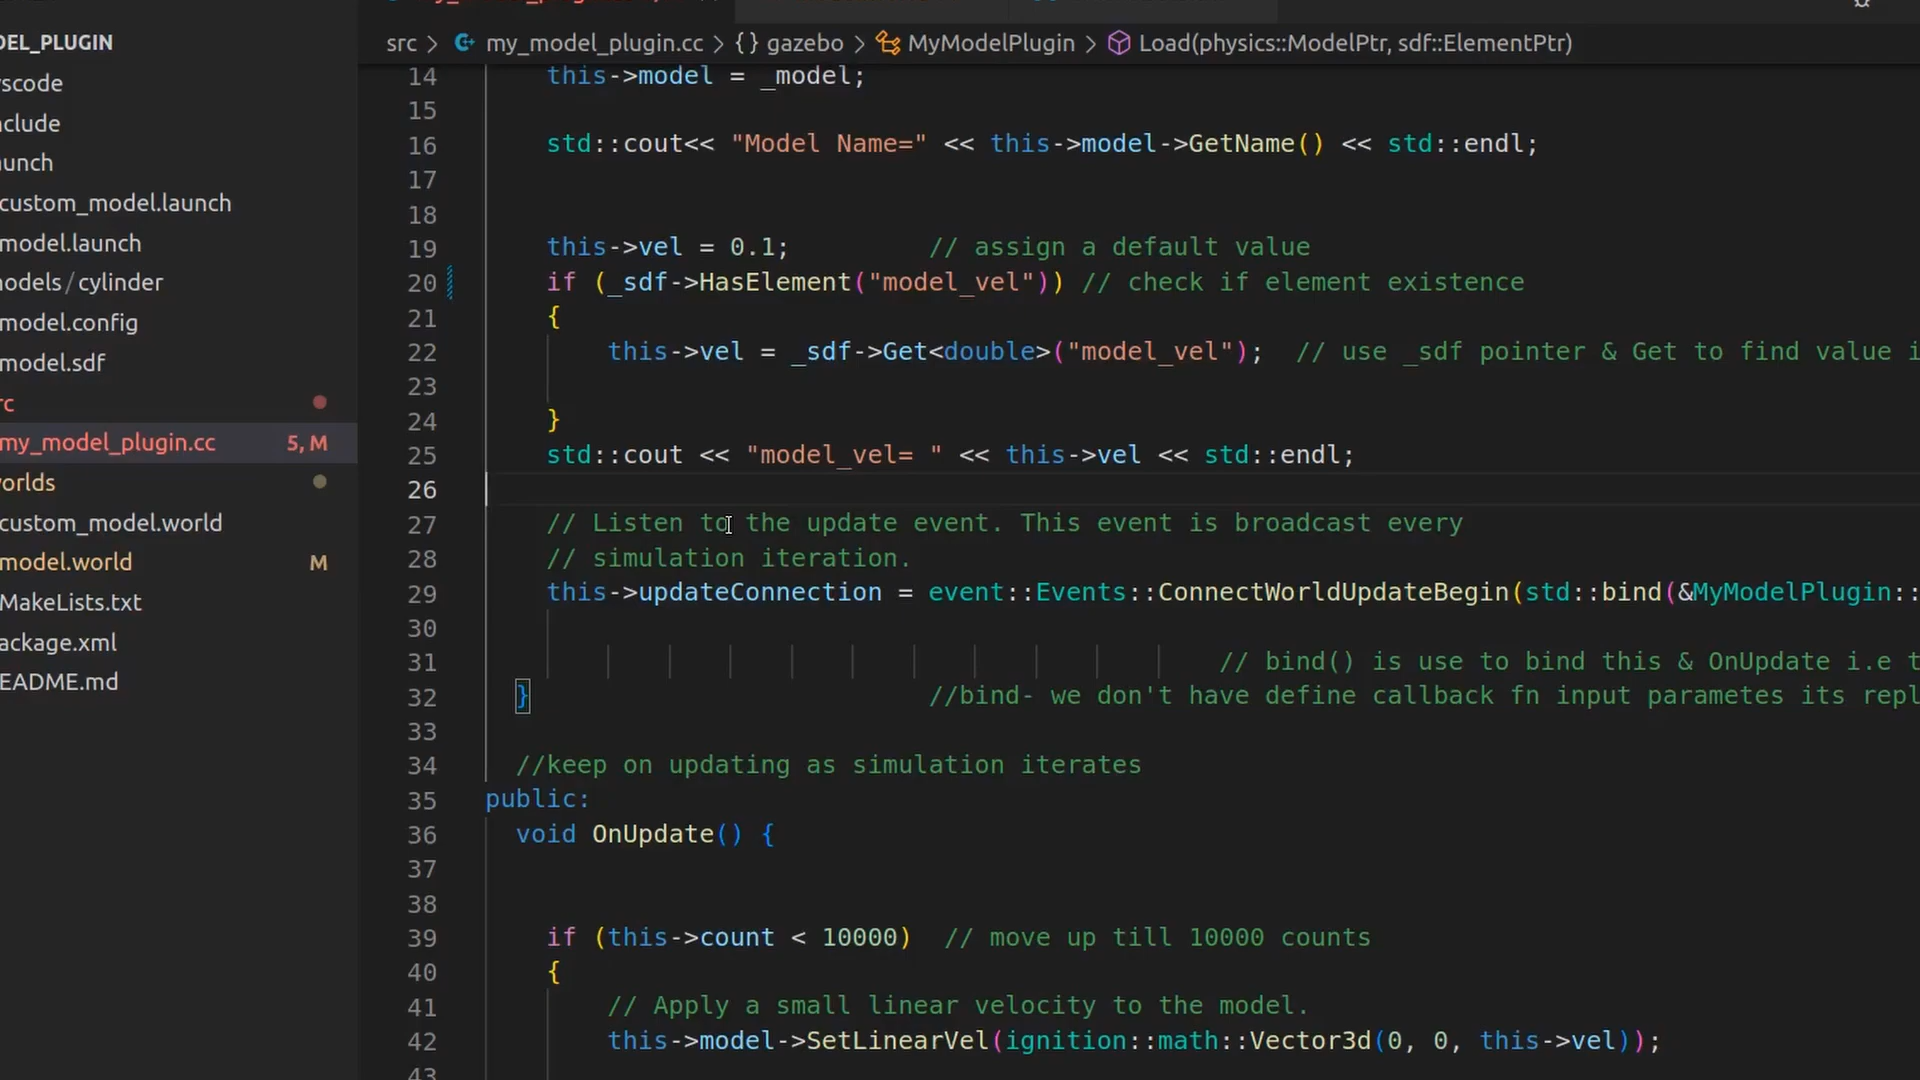 DEL_PLUGIN
scode
nclude
aunch
custom_model.launch
model.launch
nodels/cylinder
model.config
model.sdf
rc
my_model_plugin.cc 5, M
orlds
custom_model.world
model.world M
MakeLists.txt
ackage.xml
EADME.md
src > my_model_plugin.cc > {} gazebo > MyModelPlugin > Load(physics::ModelPtr, sdf::ElementPtr)
14 this->model = _model;
15
16 std::cout<< "Model Name=" << this->model->GetName() << std::endl;
17
18
19 this->vel = 0.1; // assign a default value
20 if (_sdf->HasElement("model_vel")) // check if element existence
21 {
22 this->vel = _sdf->Get<double>("model_vel"); // use _sdf pointer & Get to find value i
23
24 }
25 std::cout << "model_vel= " << this->vel << std::endl;
26
27 // Listen to the update event. This event is broadcast every
28 // simulation iteration.
29 this->updateConnection = event::Events::ConnectWorldUpdateBegin(std::bind(&MyModelPlugin::
30
31 // bind() is use to bind this & OnUpdate i.e t
32 } //bind- we don't have define callback fn input parametes its repl
33
34 //keep on updating as simulation iterates
35 public:
36 void OnUpdate() {
37
38
39 if (this->count < 10000) // move up till 10000 counts
40 {
41 // Apply a small linear velocity to the model.
42 this->model->SetLinearVel(ignition::math::Vector3d(0, 0, this->vel));
43